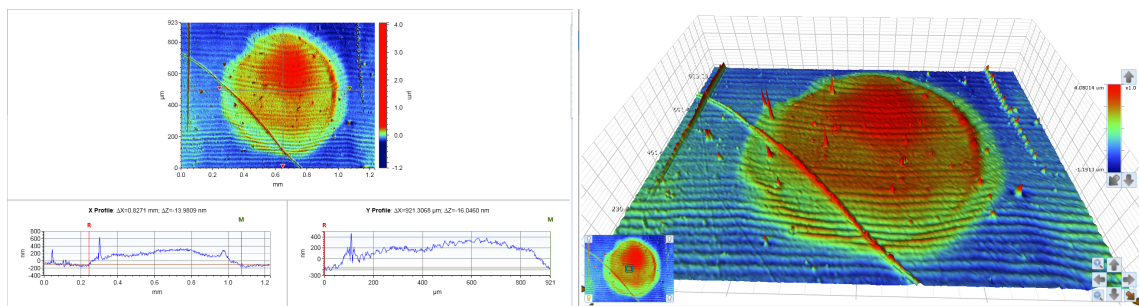 923
800
600
400
200
0
µm
0.0 0.2 0.4 0.6 0.8 1.0 1.2
mm
4.0
3.0
2.0
1.0
0.0
-1.2
X Profile: ΔX=0.8271 mm; ΔZ=-13.9809 nm
R
M
800
600
400
200
0
-200
-400
nm
0.0 0.2 0.4 0.6 0.8 1.0 1.2
mm
Y Profile: ΔX=921.3068 µm; ΔZ=-16.0460 nm
R
M
400
200
0
-300
nm
0 200 400 600 800 921
µm
4.08014 µm
x1.0
-1.1913 µm